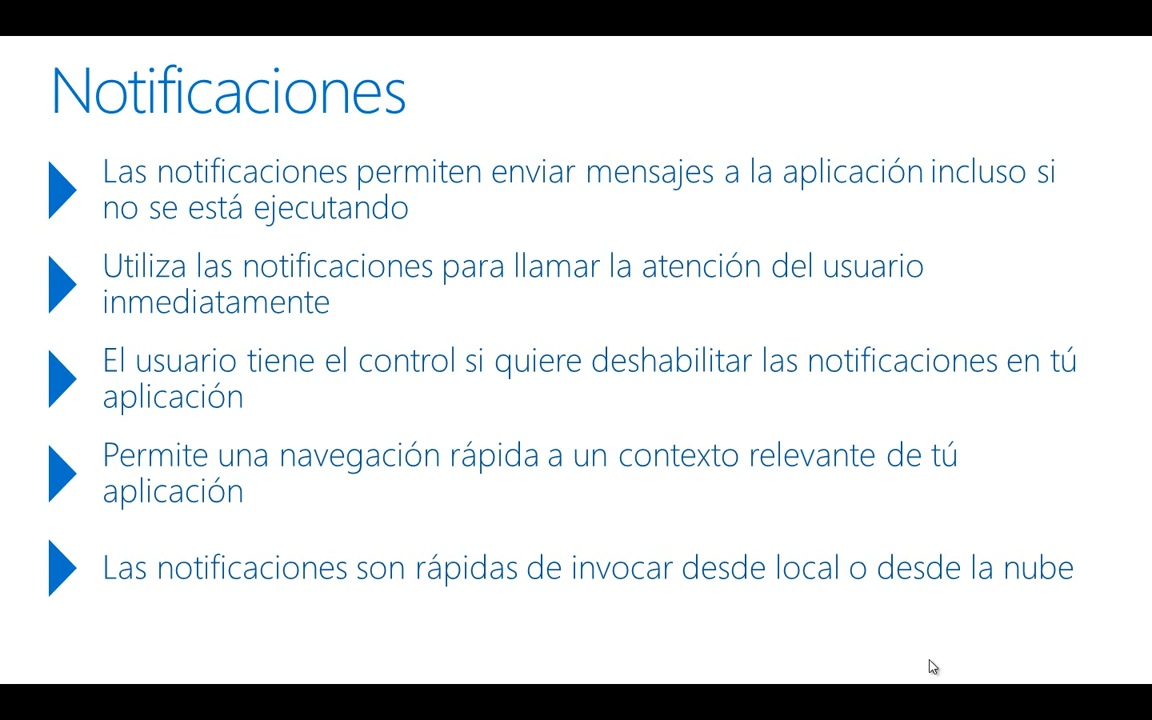 Notificaciones
Las notificaciones permiten enviar mensajes a la aplicación incluso si
no se está ejecutando
Utiliza las notificaciones para llamar la atención del usuario
inmediatamente
El usuario tiene el control si quiere deshabilitar las notificaciones en tú
aplicación
Permite una navegación rápida a un contexto relevante de tú
aplicación
Las notificaciones son rápidas de invocar desde local o desde la nube